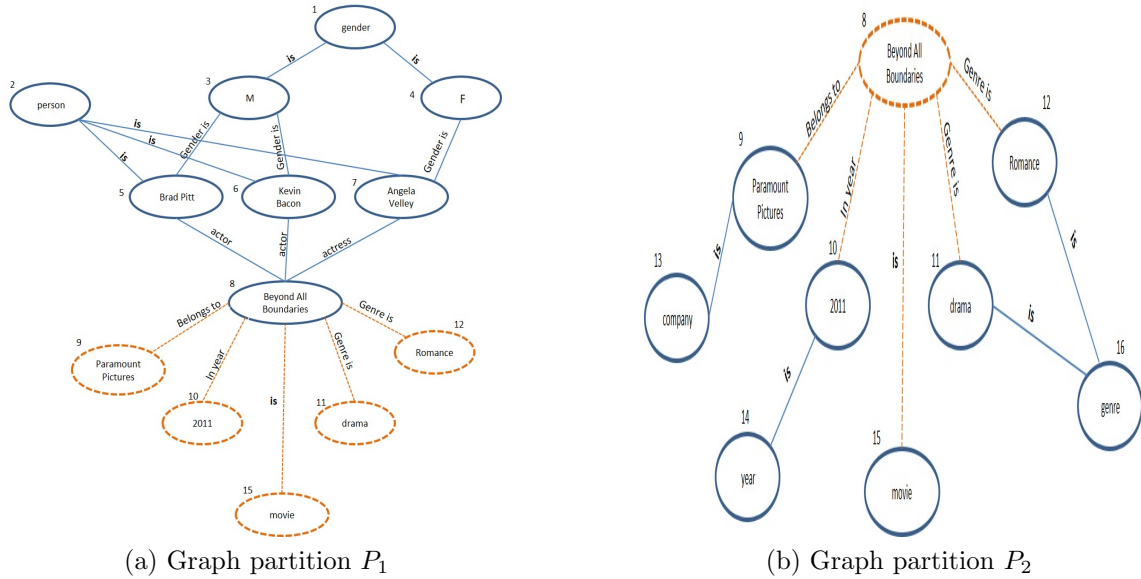 1
gender
is
is
2
person
3
M
4
F
is
is
is
Gender is
Gender is
Gender is
5
Brad Pitt
6
Kevin
Bacon
7
Angela
Velley
actor
actor
actress
8
Beyond All
Boundaries
Belongs to
In year
is
Genre is
Genre is
9
Paramount
Pictures
10
2011
11
drama
12
Romance
15
movie
(a) Graph partition P₁
8
Beyond All
Boundaries
Belongs to
In year
is
Genre is
Genre is
9
Paramount
Pictures
12
Romance
is
is
is
is
13
company
10
2011
11
drama
16
genre
14
year
15
movie
(b) Graph partition P₂